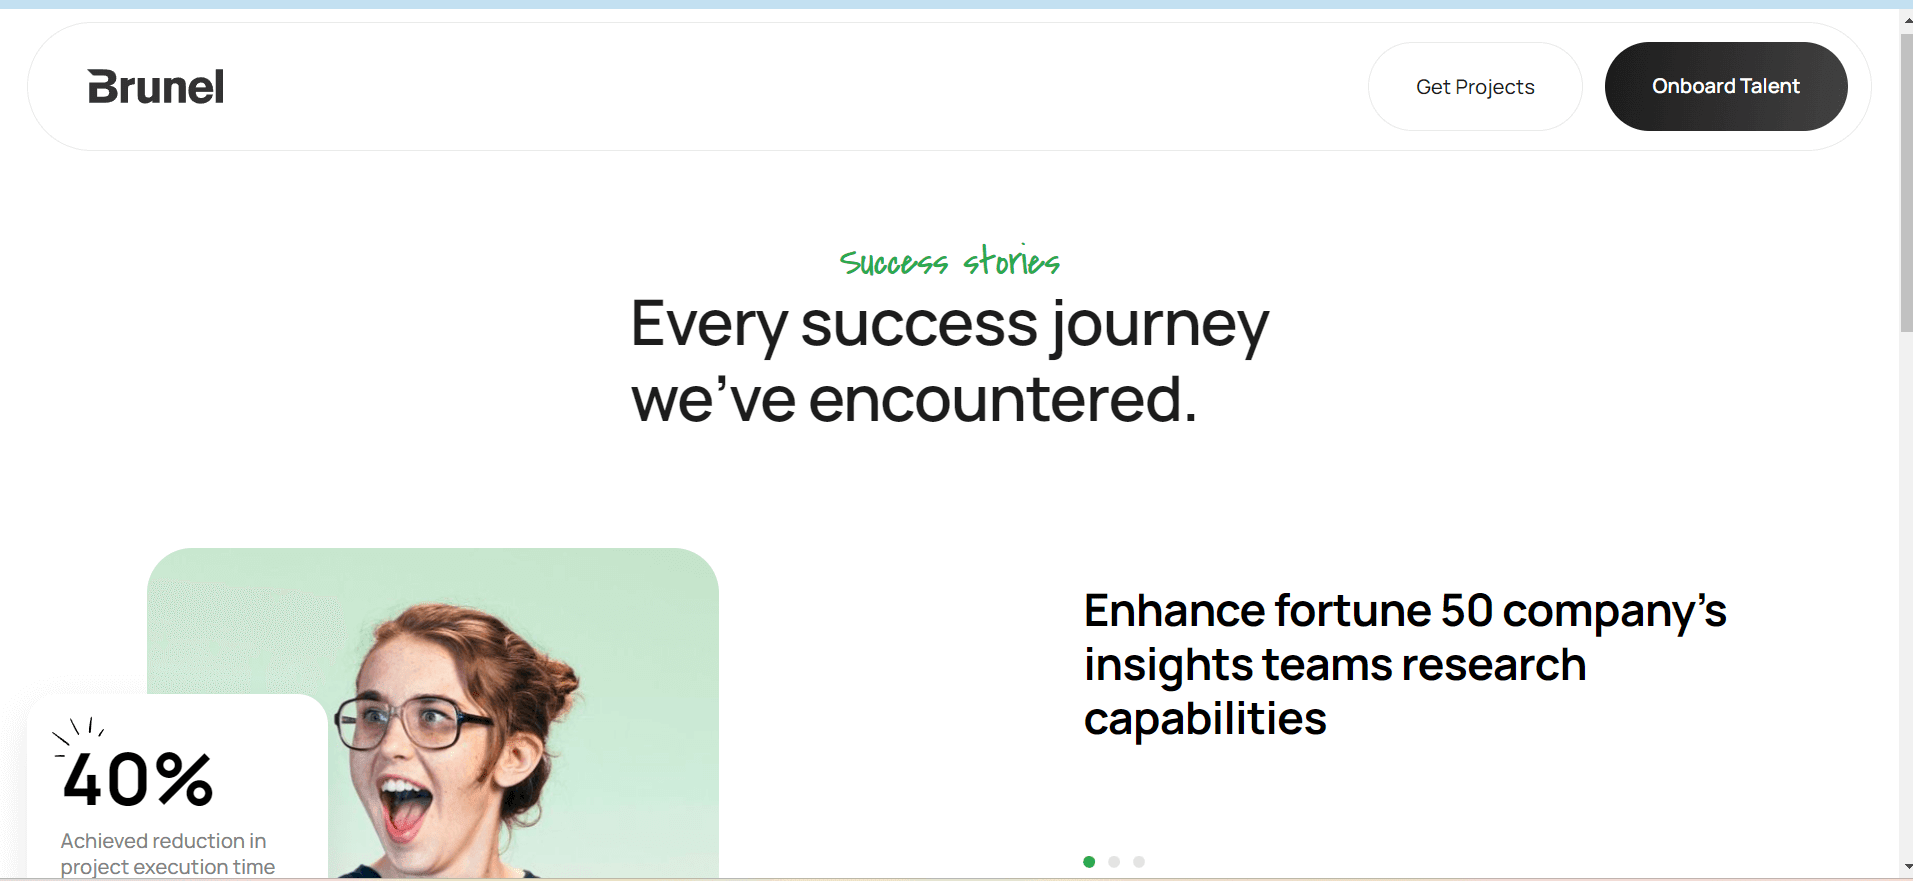 Brunel
Get Projects
Onboard Talent
Success stories
Every success journey
we’ve encountered.
Enhance fortune 50 company’s
insights teams research
capabilities
40%
Achieved reduction in
project execution time